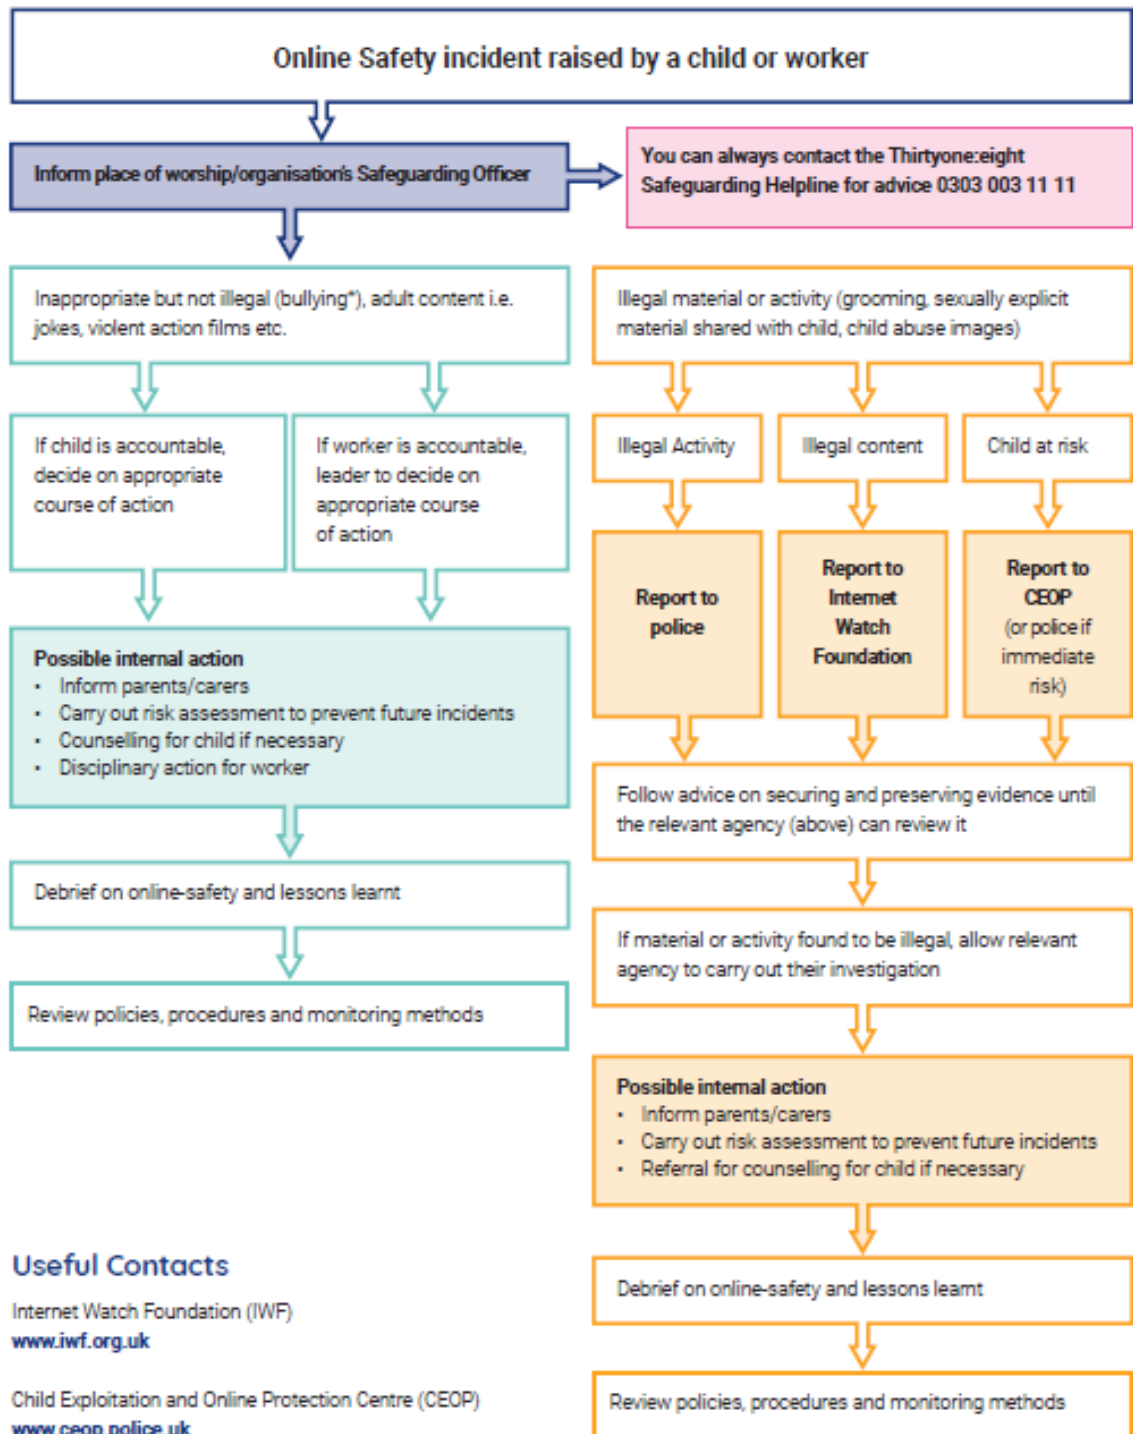 Online Safety incident raised by a child or worker
Inform place of worship/organisation's Safeguarding Officer
You can always contact the Thirtyone:eight
Safeguarding Helpline for advice 0303 003 11 11
Inappropriate but not illegal (bullying*), adult content i.e.
jokes, violent action films etc.
If child is accountable,
decide on appropriate
course of action
If worker is accountable,
leader to decide on
appropriate course
of action
Possible internal action
• Inform parents/carers
• Carry out risk assessment to prevent future incidents
• Counselling for child if necessary
• Disciplinary action for worker
Debrief on online-safety and lessons learnt
Review policies, procedures and monitoring methods
Illegal material or activity (grooming, sexually explicit
material shared with child, child abuse images)
Illegal Activity
Illegal content
Child at risk
Report to
police
Report to
Internet
Watch
Foundation
Report to
CEOP
(or police if
immediate
risk)
Follow advice on securing and preserving evidence until
the relevant agency (above) can review it
If material or activity found to be illegal, allow relevant
agency to carry out their investigation
Possible internal action
• Inform parents/carers
• Carry out risk assessment to prevent future incidents
• Referral for counselling for child if necessary
Debrief on online-safety and lessons learnt
Review policies, procedures and monitoring methods
Useful Contacts
Internet Watch Foundation (IWF)
www.iwf.org.uk
Child Exploitation and Online Protection Centre (CEOP)
www.ceop.police.uk